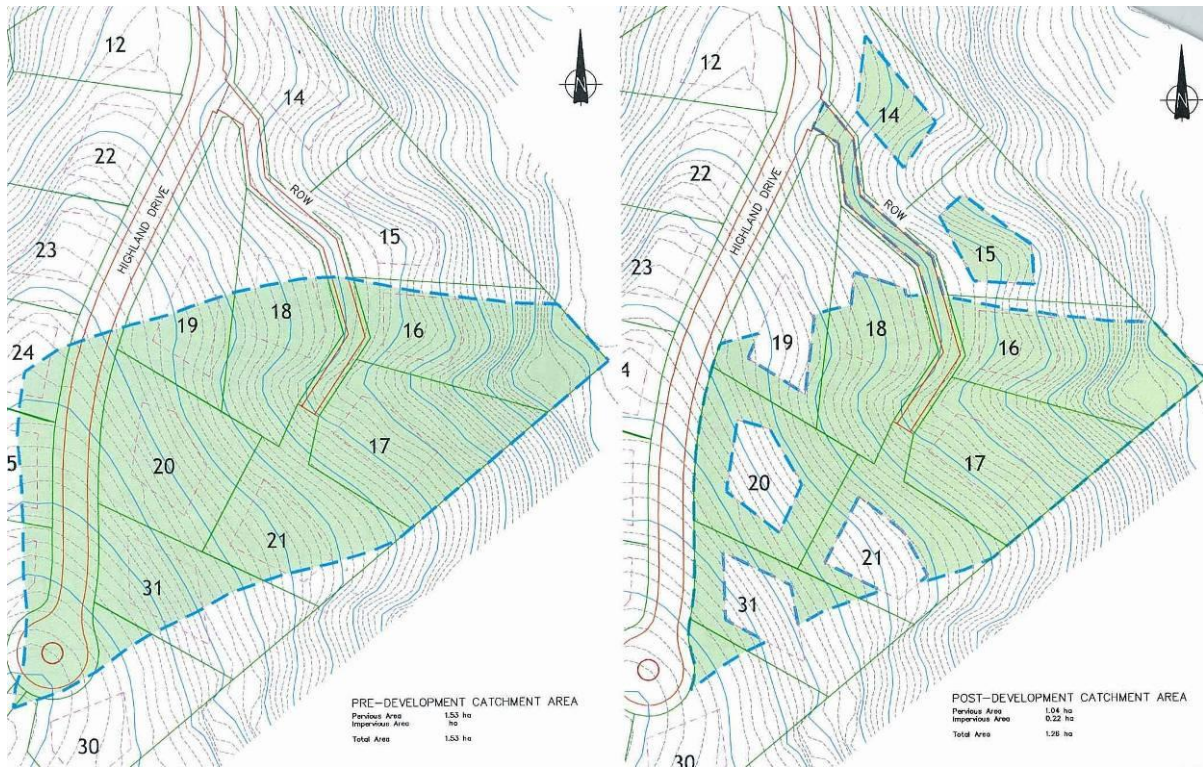 12
14
22
HIGHLAND DRIVE
ROW
23
15
24
19
18
16
5
20
17
21
31
30
N
PRE-DEVELOPMENT CATCHMENT AREA
Pervious Area 1.53 ha
Impervious Area ha
Total Area 1.53 ha
12
14
22
HIGHLAND DRIVE
ROW
23
15
4
19
18
16
20
17
21
31
30
N
POST-DEVELOPMENT CATCHMENT AREA
Pervious Area 1.04 ha
Impervious Area 0.22 ha
Total Area 1.26 ha